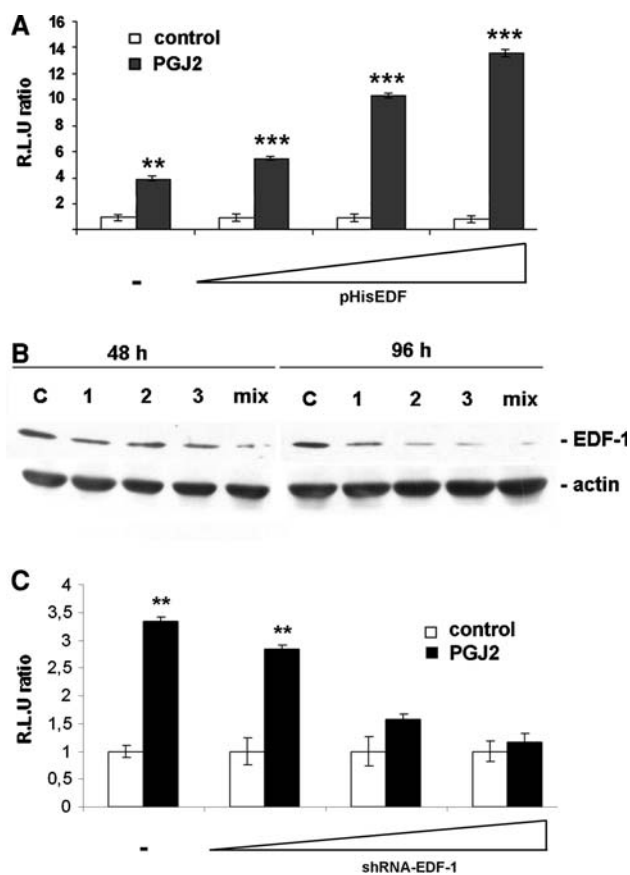 A
control
PGJ2
R.L.U ratio
16
14
12
10
8
6
4
2
**
***
***
***
-
pHisEDF
B
48 h
96 h
C 1 2 3 mix C 1 2 3 mix
- EDF-1
- actin
C
control
PGJ2
R.L.U ratio
4
3,5
3
2,5
2
1,5
1
0,5
0
**
**
-
shRNA-EDF-1